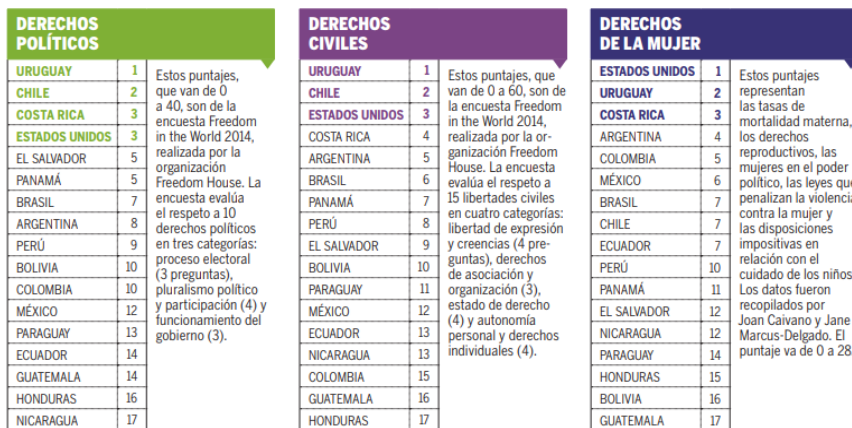 DERECHOS
POLÍTICOS
URUGUAY 1
CHILE 2
COSTA RICA 3
ESTADOS UNIDOS 3
EL SALVADOR 5
PANAMÁ 5
BRASIL 7
ARGENTINA 8
PERÚ 9
BOLIVIA 10
COLOMBIA 10
MÉXICO 12
PARAGUAY 13
ECUADOR 14
GUATEMALA 14
HONDURAS 16
NICARAGUA 17
Estos puntajes,
que van de 0
a 40, son de la
encuesta Freedom
in the World 2014,
realizada por la
organización
Freedom House. La
encuesta evalúa
el respeto a 10
derechos políticos
en tres categorías:
proceso electoral
(3 preguntas),
pluralismo político
y participación (4) y
funcionamiento del
gobierno (3).
DERECHOS
CIVILES
URUGUAY 1
CHILE 2
ESTADOS UNIDOS 3
COSTA RICA 4
ARGENTINA 5
BRASIL 6
PANAMÁ 7
PERÚ 8
EL SALVADOR 9
BOLIVIA 10
PARAGUAY 11
MÉXICO 12
ECUADOR 13
NICARAGUA 13
COLOMBIA 15
GUATEMALA 16
HONDURAS 17
Estos puntajes, que
van de 0 a 60, son de
la encuesta Freedom
in the World 2014,
realizada por la or-
ganización Freedom
House. La encuesta
evalúa el respeto a
15 libertades civiles
en cuatro categorías:
libertad de expresión
y creencias (4 pre-
guntas), derechos
de asociación y
organización (3),
estado de derecho
(4) y autonomía
personal y derechos
individuales (4).
DERECHOS
DE LA MUJER
ESTADOS UNIDOS 1
URUGUAY 2
COSTA RICA 3
ARGENTINA 4
COLOMBIA 5
MÉXICO 6
BRASIL 7
CHILE 7
ECUADOR 7
PERÚ 10
PANAMÁ 11
EL SALVADOR 12
NICARAGUA 12
PARAGUAY 14
HONDURAS 15
BOLIVIA 16
GUATEMALA 17
Estos puntajes
representan
las tasas de
mortalidad materna,
los derechos
reproductivos, las
mujeres en el poder
político, las leyes que
penalizan la violencia
contra la mujer y
las disposiciones
impositivas en
relación con el
cuidado de los niños
Los datos fueron
recopilados por
Joan Caivano y Jane
Marcus-Delgado. El
puntaje va de 0 a 28